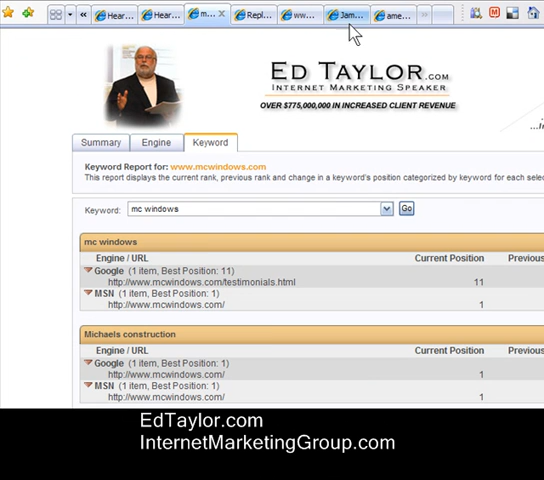 Hear...
Hear...
m...
Repl...
ww...
Jam...
ame...
ED TAYLOR.COM
INTERNET MARKETING SPEAKER
OVER $775,000,000 IN INCREASED CLIENT REVENUE
Summary
Engine
Keyword
Keyword Report for: www.mcwindows.com
This report displays the current rank, previous rank and change in a keyword's position categorized by keyword for each
Keyword: mc windows Go
mc windows
Engine / URL Current Position Previous
Google (1 item, Best Position: 11)
http://www.mcwindows.com/testimonials.html 11
MSN (1 item, Best Position: 1)
http://www.mcwindows.com/ 1
Michaels construction
Engine / URL Current Position Previous
Google (1 item, Best Position: 1)
http://www.mcwindows.com/ 1
MSN (1 item, Best Position: 1)
http://www.mcwindows.com/ 1
EdTaylor.com
InternetMarketingGroup.com